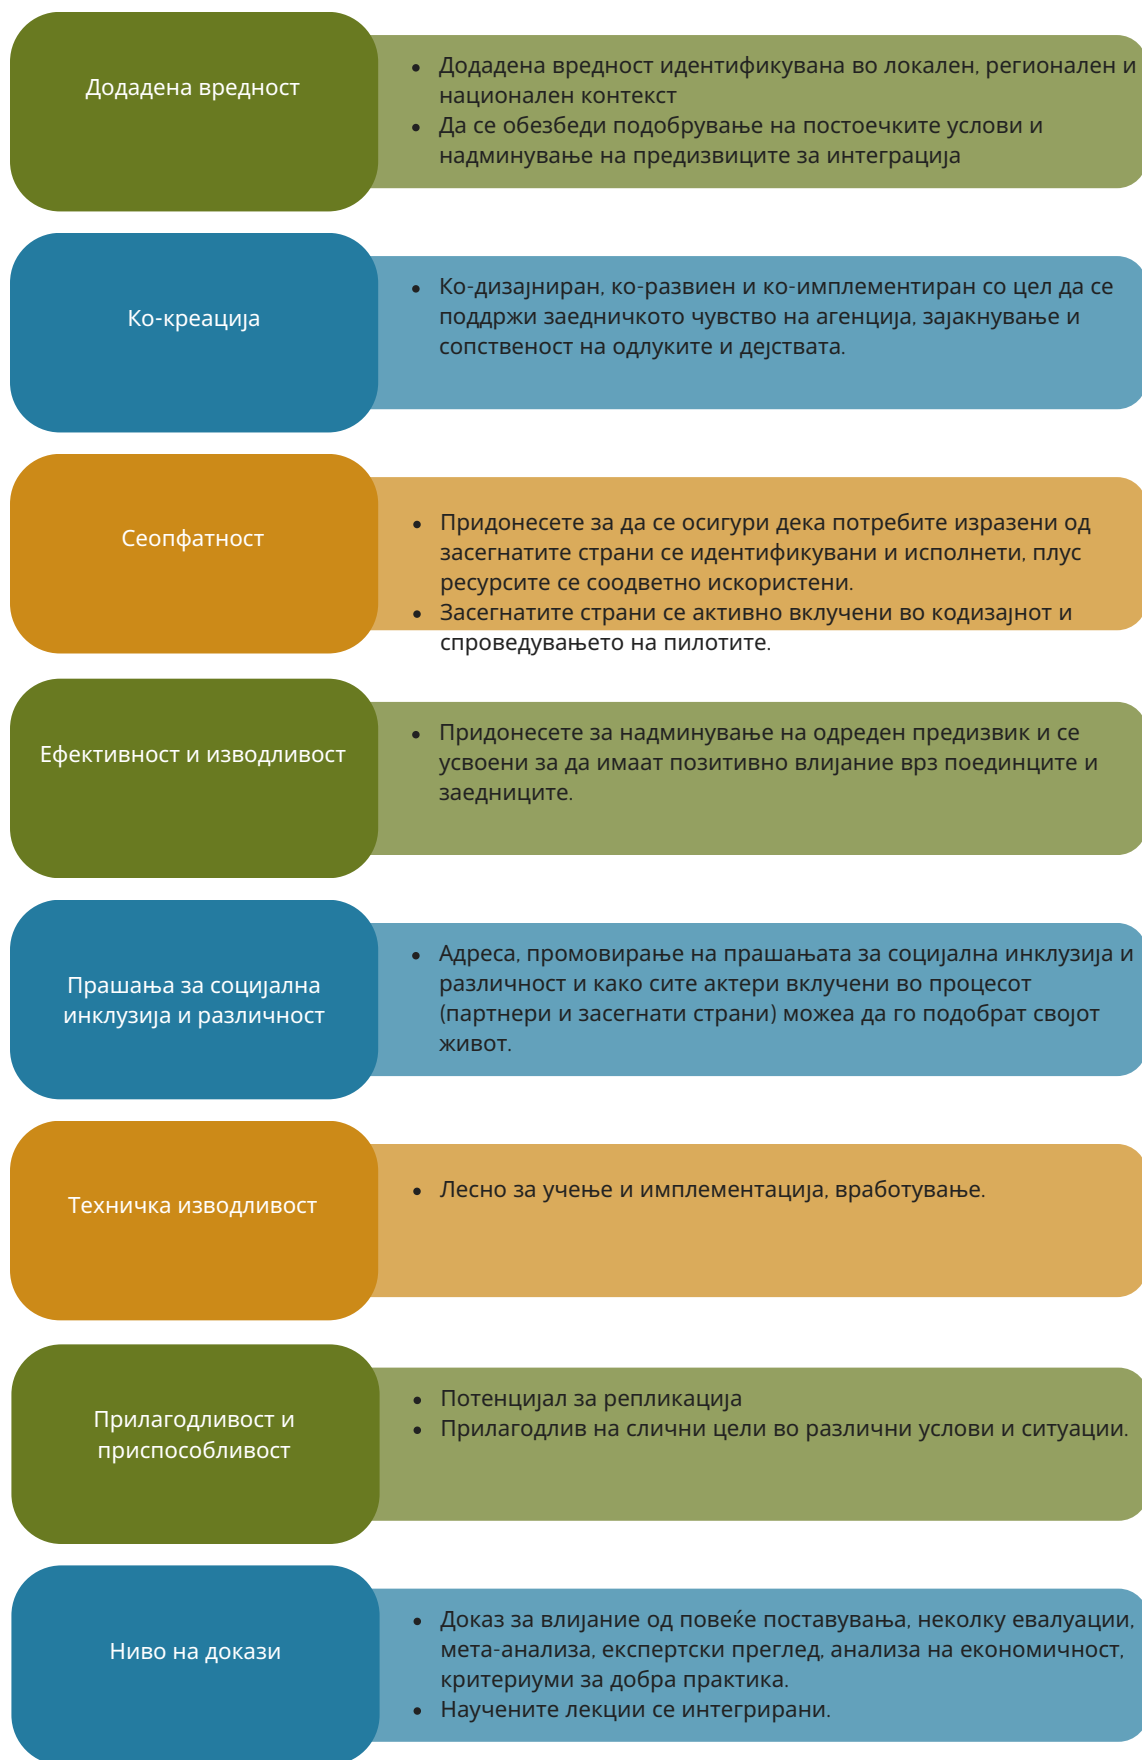 Додадена вредност
• Додадена вредност идентификувана во локален, регионален и
национален контекст
• Да се обезбеди подобрување на постоечките услови и
надминување на предизвиците за интеграција
Ко-креација
• Ко-дизајниран, ко-развиен и ко-имплементиран со цел да се
поддржи заедничкото чувство на агенција, зајакнување и
сопственост на одлуките и дејствата.
Сеопфатност
• Придонесете за да се осигури дека потребите изразени од
засегнатите страни се идентификувани и исполнети, плус
ресурсите се соодветно искористени.
• Засегнатите страни се активно вклучени во кодизајнот и
спроведувањето на пилотите.
Ефективност и изводливост
• Придонесете за надминување на одреден предизвик и се
усвоени за да имаат позитивно влијание врз поединците и
заедниците.
Прашања за социјална
инклузија и различност
• Адреса, промовирање на прашањата за социјална инклузија и
различност и како сите актери вклучени во процесот
(партнери и засегнати страни) можеа да го подобрат својот
живот.
Техничка изводливост
• Лесно за учење и имплементација, вработување.
Прилагодливост и
приспособливост
• Потенцијал за репликација
• Прилагодлив на слични цели во различни услови и ситуации.
Ниво на докази
• Доказ за влијание од повеќе поставувања, неколку евалуации,
мета-анализа, експертски преглед, анализа на економичност,
критериуми за добра практика.
• Научените лекции се интегрирани.